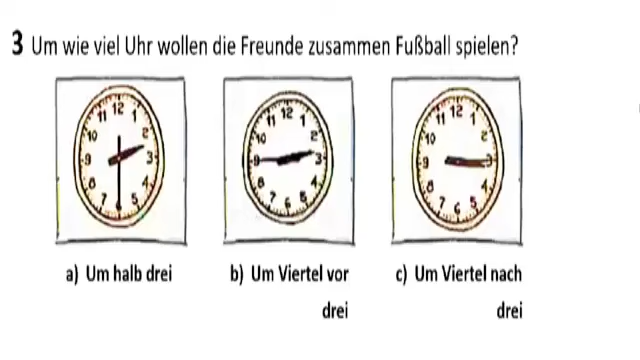 3 Um wie viel Uhr wollen die Freunde zusammen Fußball spielen?
a) Um halb drei
b) Um Viertel vor
drei
c) Um Viertel nach
drei